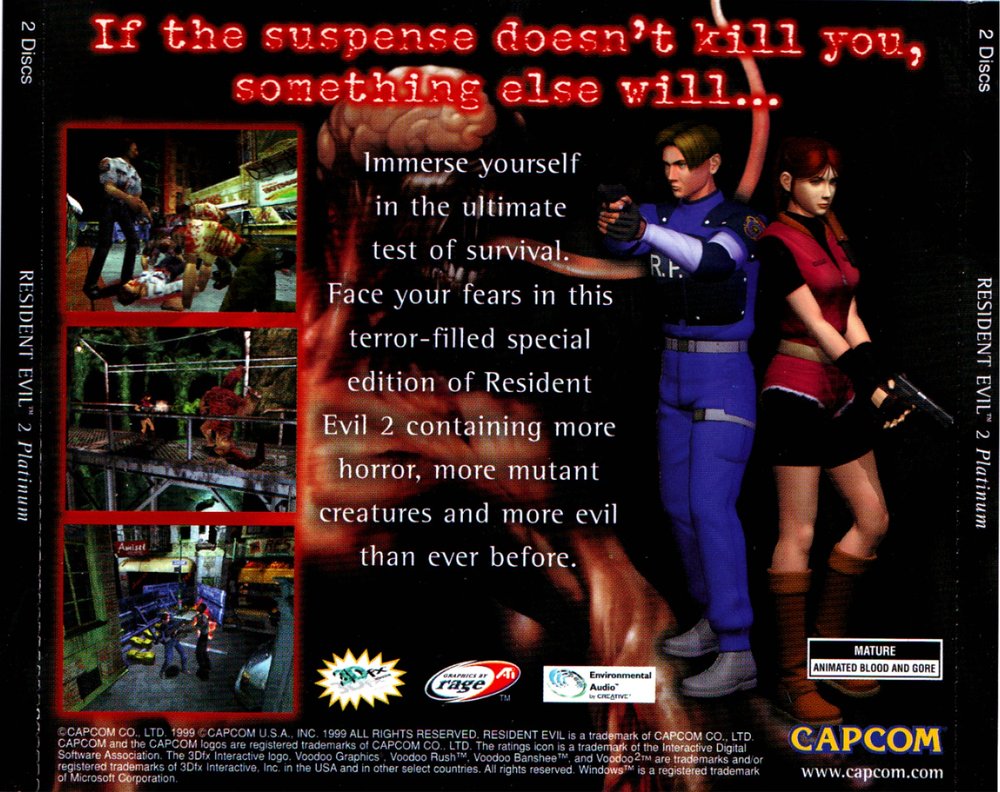 If the suspense doesn't kill you,
something else will...
2 Discs
RESIDENT EVIL™ 2 Platinum
Immerse yourself
in the ultimate
test of survival.
Face your fears in this
terror-filled special
edition of Resident
Evil 2 containing more
horror, more mutant
creatures and more evil
than ever before.
R.P.
Amisel
3Dfx
GRAPHICS BY
rage
ATi
TM
Environmental
Audio™
by CREATIVE
MATURE
ANIMATED BLOOD AND GORE
CAPCOM
www.capcom.com
©CAPCOM CO., LTD. 1999 ©CAPCOM U.S.A., INC. 1999 ALL RIGHTS RESERVED. RESIDENT EVIL is a trademark of CAPCOM CO., LTD.
CAPCOM and the CAPCOM logos are registered trademarks of CAPCOM CO., LTD. The ratings icon is a trademark of the Interactive Digital
Software Association. The 3Dfx Interactive logo, Voodoo Graphics, Voodoo Rush™, Voodoo Banshee™, and Voodoo2™ are trademarks and/or
registered trademarks of 3Dfx Interactive, Inc. in the USA and in other select countries. All rights reserved. Windows™ is a registered trademark
of Microsoft Corporation.
2 Discs
RESIDENT EVIL™ 2 Platinum